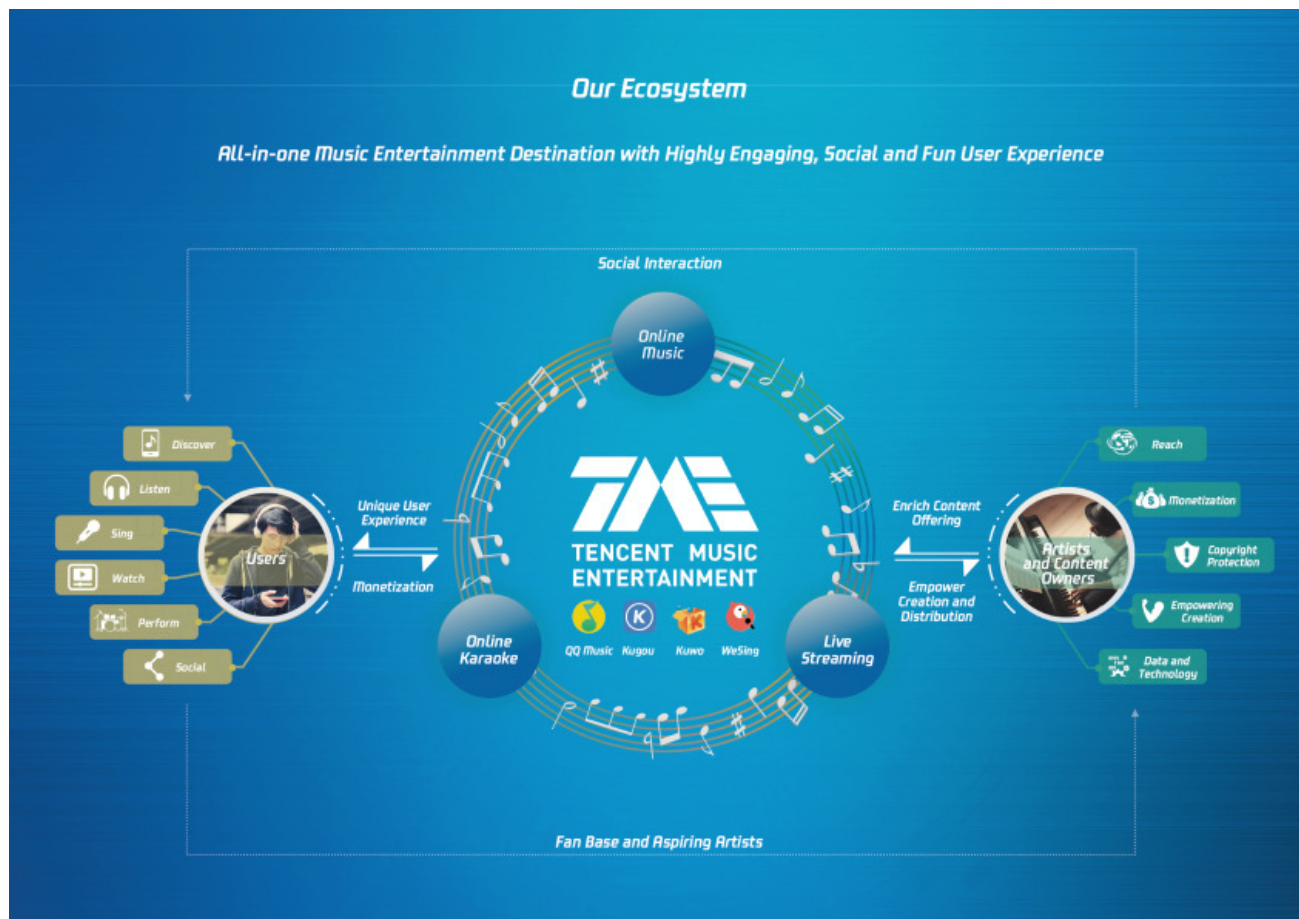 Our Ecosystem
All-in-one Music Entertainment Destination with Highly Engaging, Social and Fun User Experience
Social Interaction
Online
Music
Discover
Listen
Sing
Watch
Perform
Social
Users
Unique User
Experience
Monetization
TME
TENCENT MUSIC
ENTERTAINMENT
K
K
QQ Music Kugou Kuwo WeSing
Online
Karaoke
Live
Streaming
Enrich Content
Offering
Empower
Creation and
Distribution
Artists
and Content
Owners
Reach
$
Monetization
Copyright
Protection
Empowering
Creation
Data and
Technology
Fan Base and Aspiring Artists